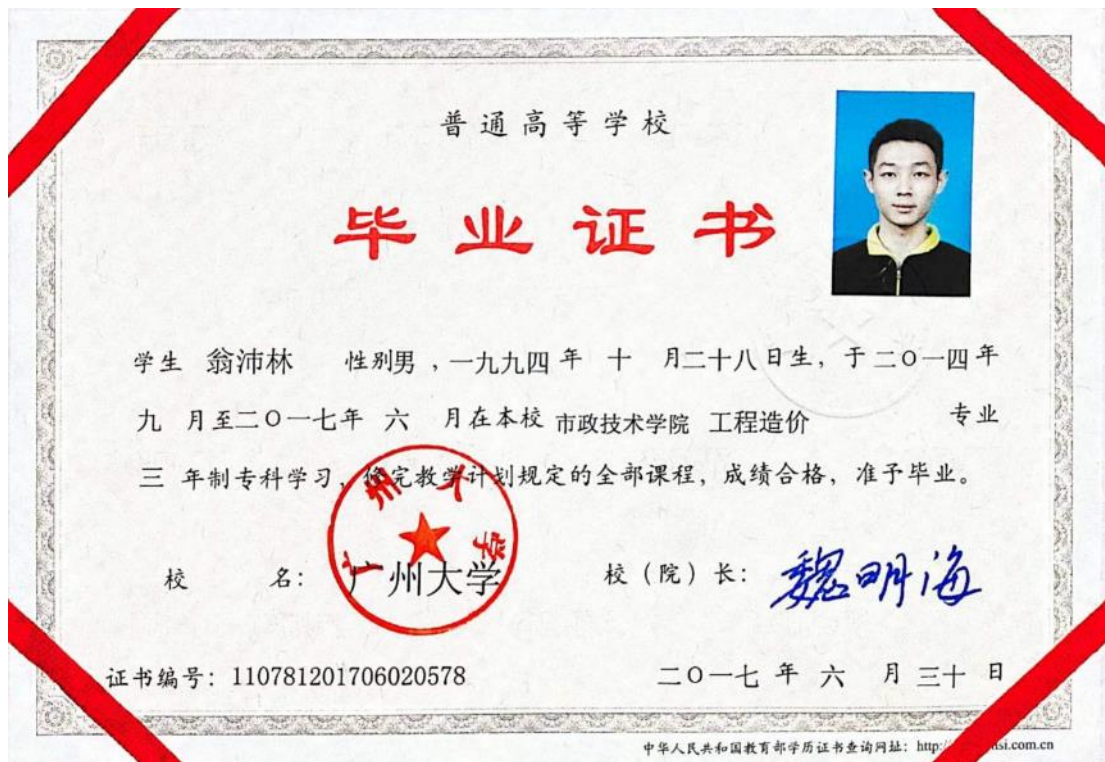 普通高等学校
毕业证书
学生 翁沛林 性别男，一九九四年 十 月二十八日生，于二〇一四年
九 月至二〇一七年 六 月在本校 市政技术学院 工程造价 专业
三 年制专科学习，修完教学计划规定的全部课程，成绩合格，准予毕业。
广州大学
校 名： 广州大学 校（院）长： 魏明海
证书编号：110781201706020578 二〇一七 年 六 月 三十 日
中华人民共和国教育部学历证书查询网址：http:/ si.com.cn